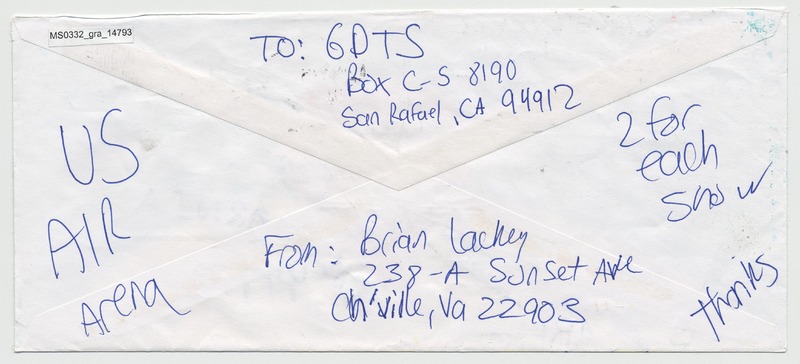 MS0332_gra_14793
TO: GDTS
Box C-S 8190
San Rafael, CA 94912
US
AIR
Arena
2 for
each
show
From: Brian Lackey
238-A Sunset Ave
Ch'ville, Va 22903
thanks